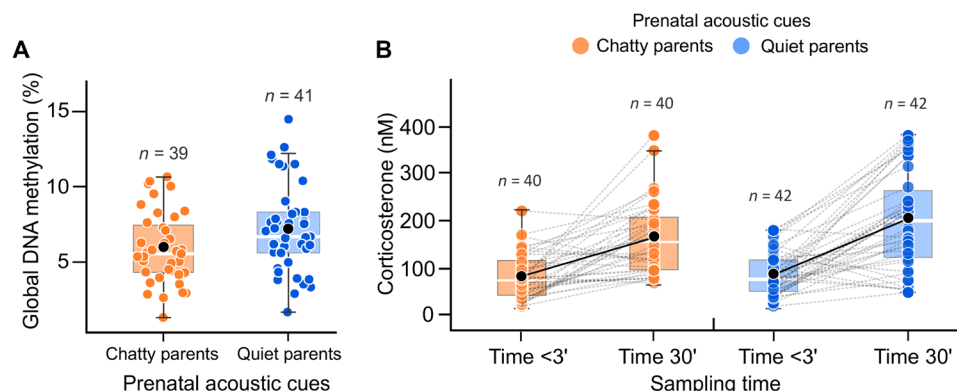 A
Global DNA methylation (%)
15
10
5
n = 39
n = 41
Chatty parents
Quiet parents
Prenatal acoustic cues
B
Prenatal acoustic cues
Chatty parents
Quiet parents
Corticosterone (nM)
400
300
200
100
0
n = 40
n = 40
n = 42
n = 42
Time <3'
Time 30'
Time <3'
Time 30'
Sampling time